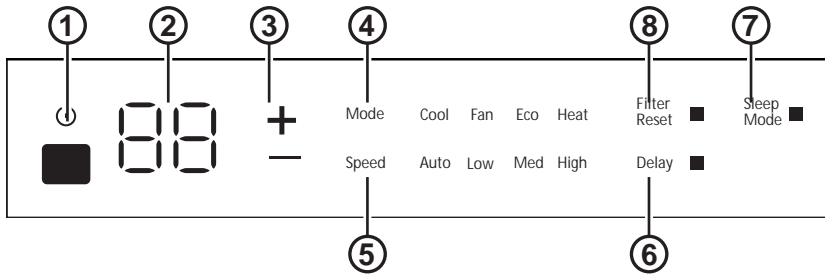 1 2 3 4 8 7
88 + Mode Cool Fan Eco Heat Filter Reset Sleep Mode
− Speed Auto Low Med High Delay
5 6